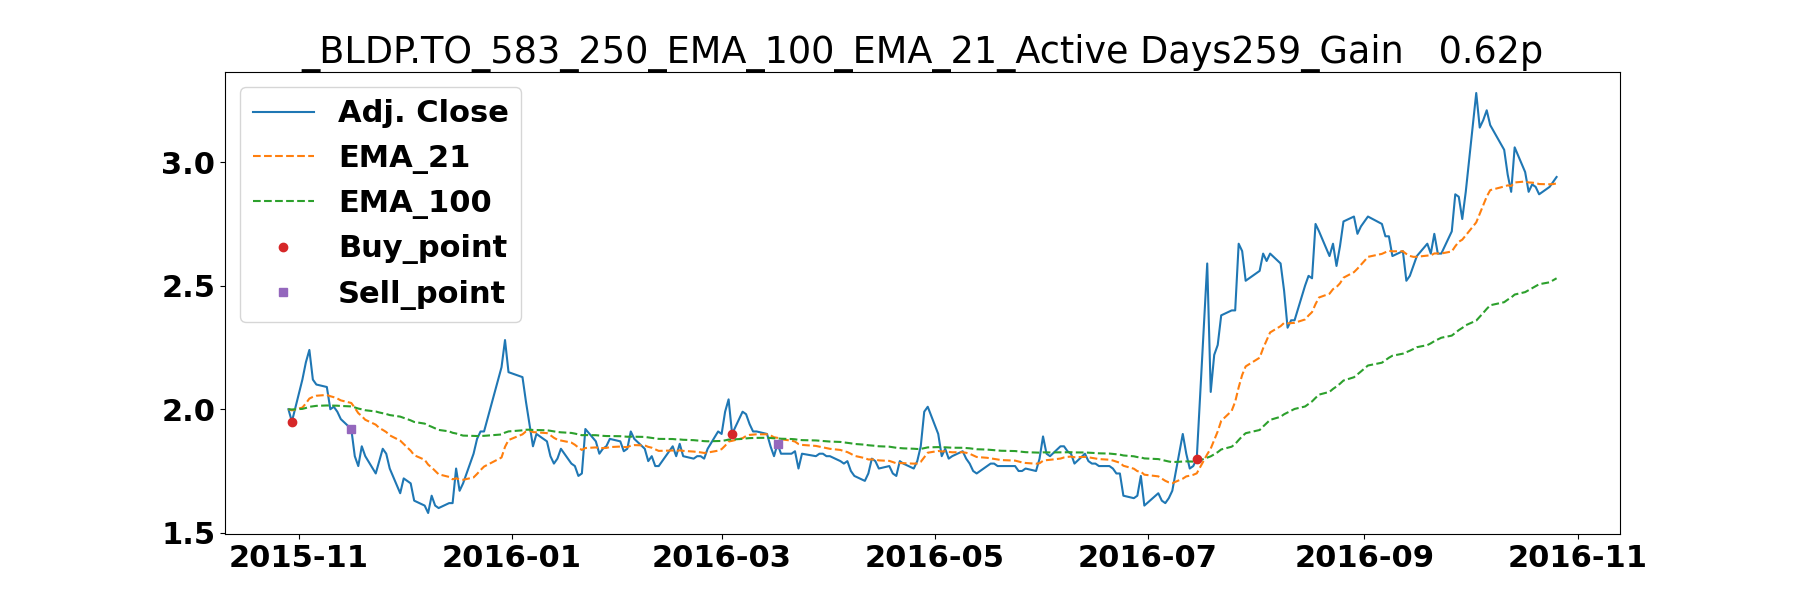 _BLDP.TO_583_250_EMA_100_EMA_21_Active Days259_Gain   0.62p
Adj. Close
EMA_21
EMA_100
Buy_point
Sell_point
3.0
2.5
2.0
1.5
2015-11 2016-01 2016-03 2016-05 2016-07 2016-09 2016-11